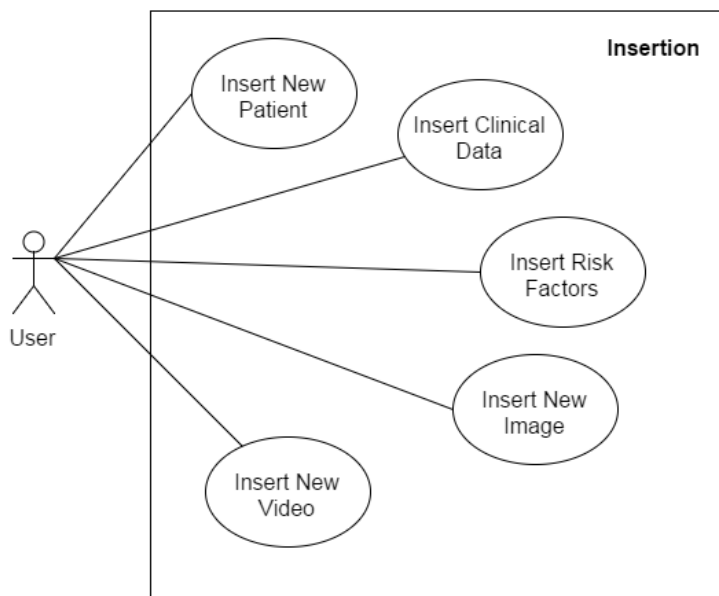 Insertion
Insert New
Patient
Insert Clinical
Data
Insert Risk
Factors
User
Insert New
Image
Insert New
Video